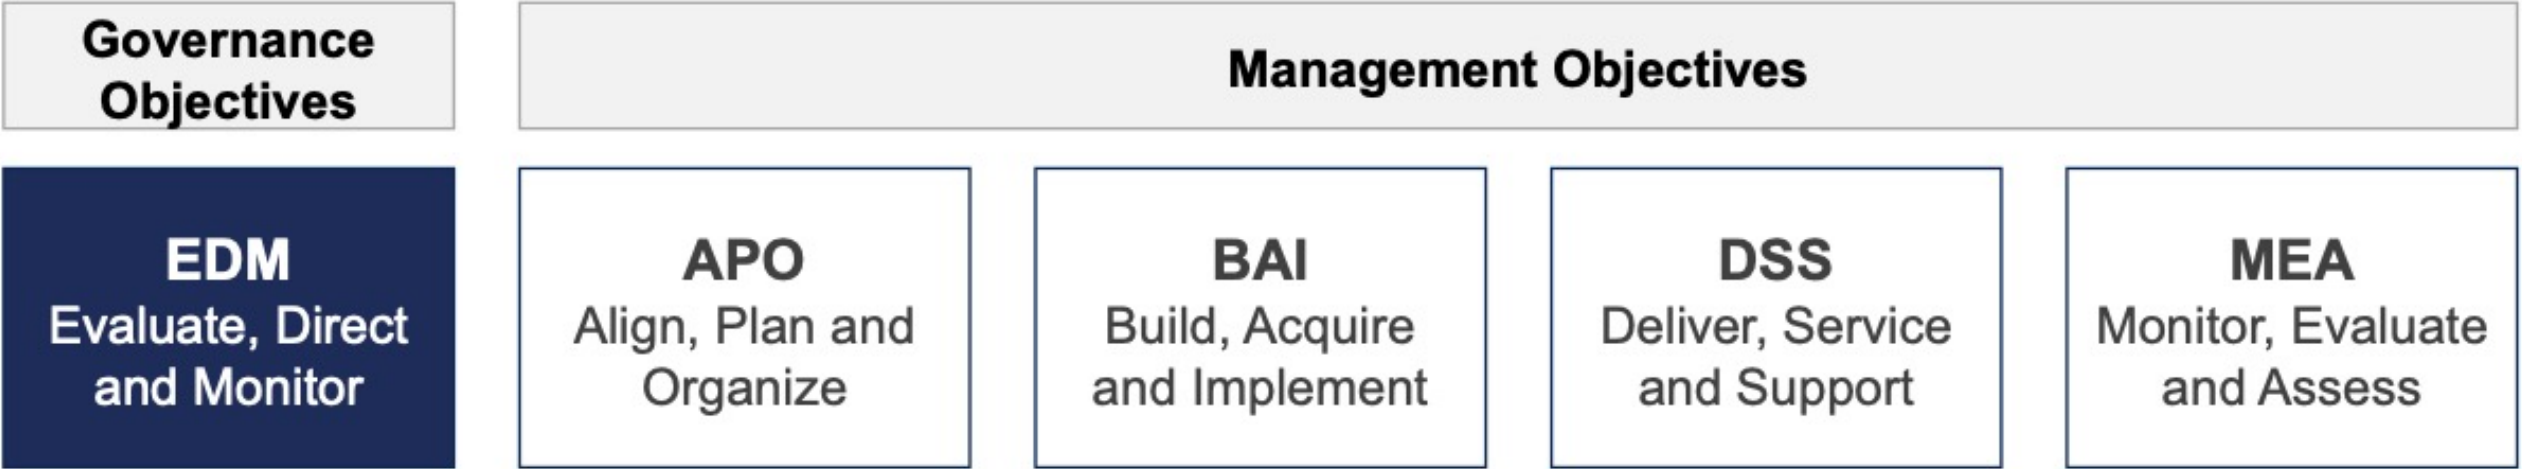 Governance
Objectives
Management Objectives
EDM
Evaluate, Direct
and Monitor
APO
Align, Plan and
Organize
BAI
Build, Acquire
and Implement
DSS
Deliver, Service
and Support
MEA
Monitor, Evaluate
and Assess